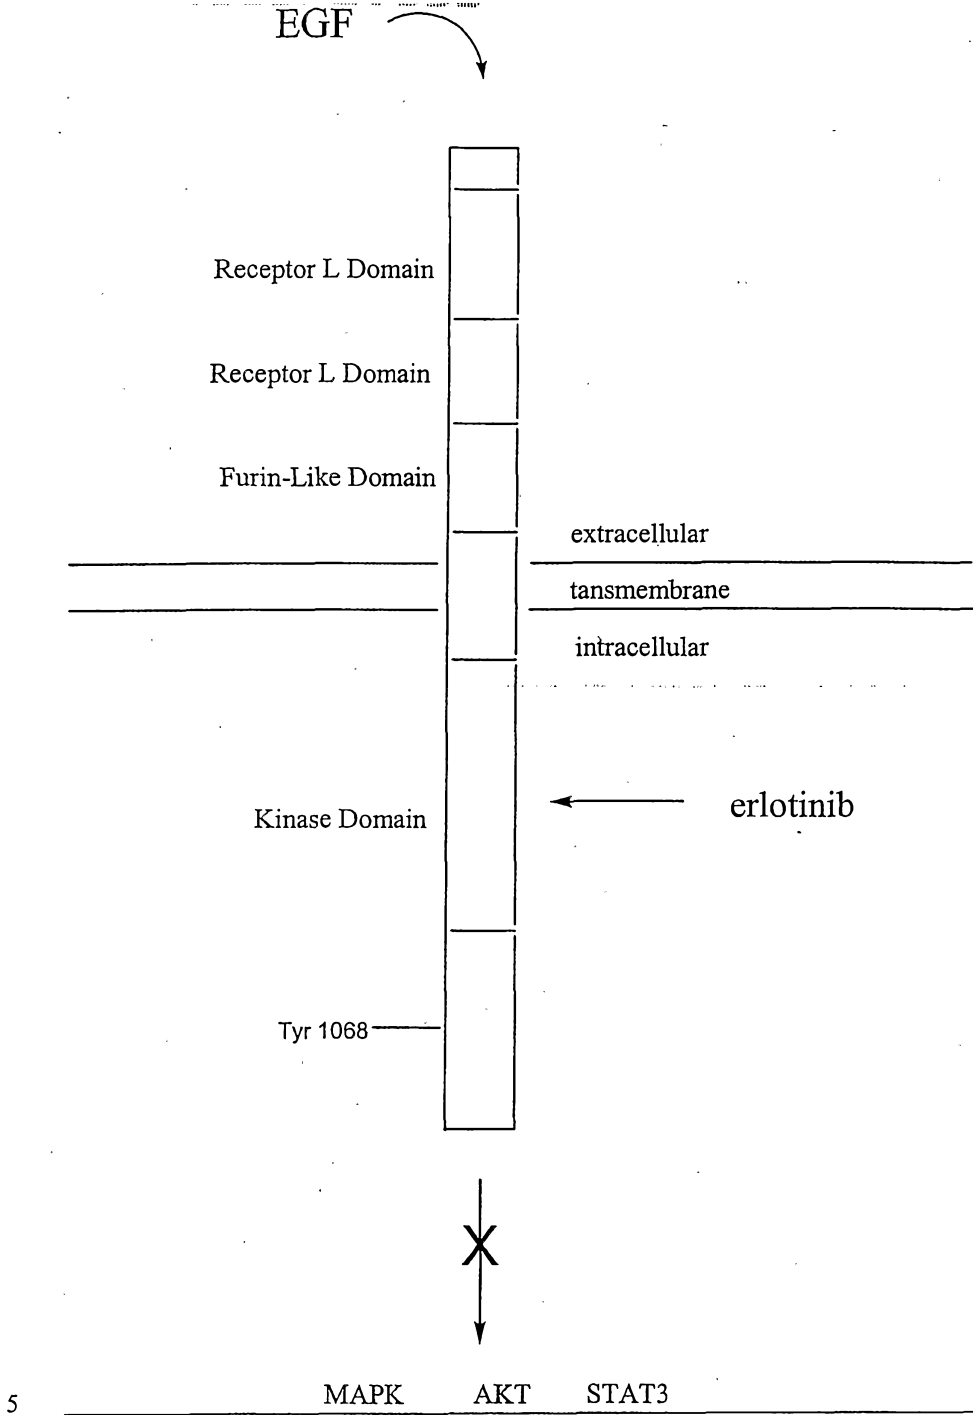 EGF
Receptor L Domain
Receptor L Domain
Furin-Like Domain
extracellular
tansmembrane
intracellular
Kinase Domain
erlotinib
Tyr 1068
X
MAPK AKT STAT3
5